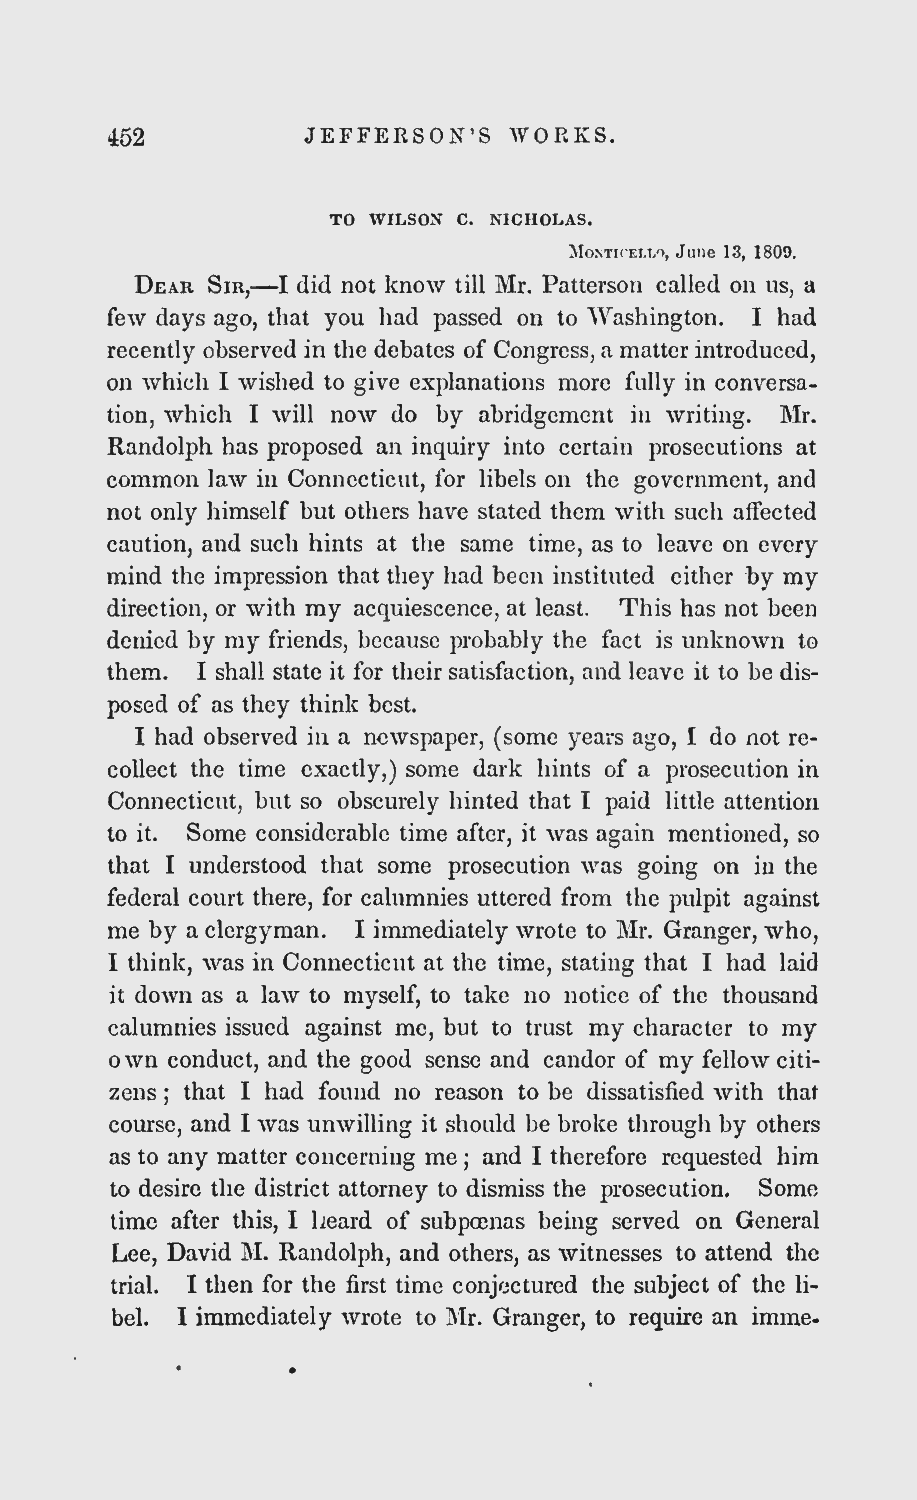 452 JEFFERSON'S WORKS.
TO WILSON C. NICHOLAS.
MONTICELLO, June 13, 1809.
DEAR SIR,—I did not know till Mr. Patterson called on us, a
few days ago, that you had passed on to Washington. I had
recently observed in the debates of Congress, a matter introduced,
on which I wished to give explanations more fully in conversa-
tion, which I will now do by abridgement in writing. Mr.
Randolph has proposed an inquiry into certain prosecutions at
common law in Connecticut, for libels on the government, and
not only himself but others have stated them with such affected
caution, and such hints at the same time, as to leave on every
mind the impression that they had been instituted either by my
direction, or with my acquiescence, at least. This has not been
denied by my friends, because probably the fact is unknown to
them. I shall state it for their satisfaction, and leave it to be dis-
posed of as they think best.
I had observed in a newspaper, (some years ago, I do not re-
collect the time exactly,) some dark hints of a prosecution in
Connecticut, but so obscurely hinted that I paid little attention
to it. Some considerable time after, it was again mentioned, so
that I understood that some prosecution was going on in the
federal court there, for calumnies uttered from the pulpit against
me by a clergyman. I immediately wrote to Mr. Granger, who,
I think, was in Connecticut at the time, stating that I had laid
it down as a law to myself, to take no notice of the thousand
calumnies issued against me, but to trust my character to my
own conduct, and the good sense and candor of my fellow citi-
zens; that I had found no reason to be dissatisfied with that
course, and I was unwilling it should be broke through by others
as to any matter concerning me; and I therefore requested him
to desire the district attorney to dismiss the prosecution. Some
time after this, I heard of subpœnas being served on General
Lee, David M. Randolph, and others, as witnesses to attend the
trial. I then for the first time conjectured the subject of the li-
bel. I immediately wrote to Mr. Granger, to require an imme-